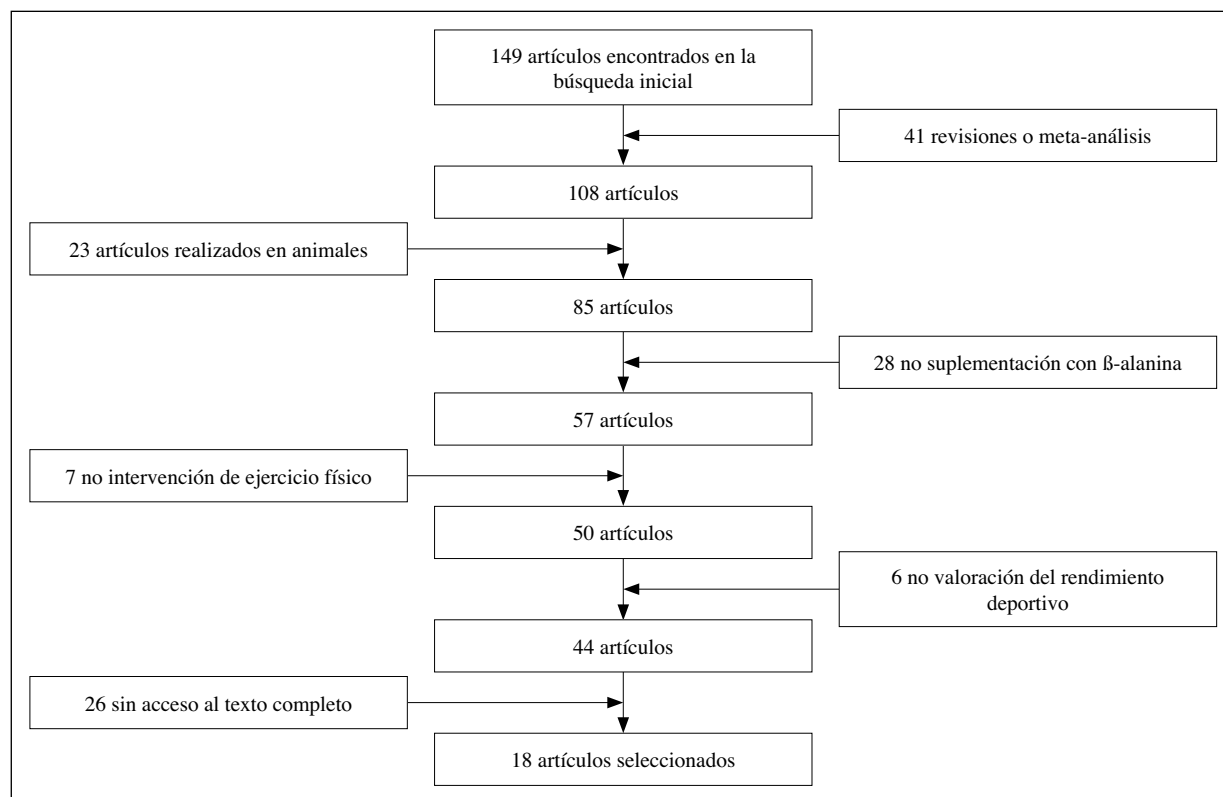 149 artículos encontrados en la
búsqueda inicial
41 revisiones o meta-análisis
108 artículos
23 artículos realizados en animales
85 artículos
28 no suplementación con ß-alanina
57 artículos
7 no intervención de ejercicio físico
50 artículos
6 no valoración del rendimiento
deportivo
44 artículos
26 sin acceso al texto completo
18 artículos seleccionados